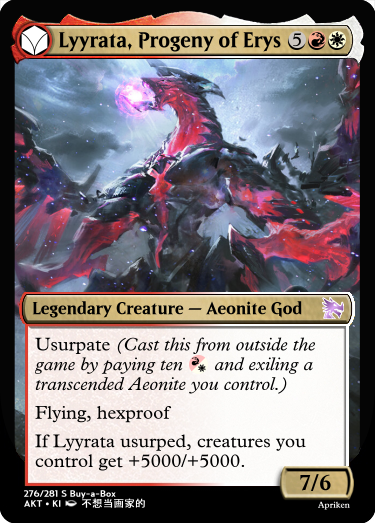 Lyyrata, Progeny of Erys 5
Legendary Creature — Aeonite God
Usurpate (Cast this from outside the
game by paying ten and exiling a
transcended Aeonite you control.)
Flying, hexproof
If Lyyrata usurped, creatures you
control get +5000/+5000.
7/6
276/281 S Buy-a-Box
AKT • KI 不想当画家的
Apriken